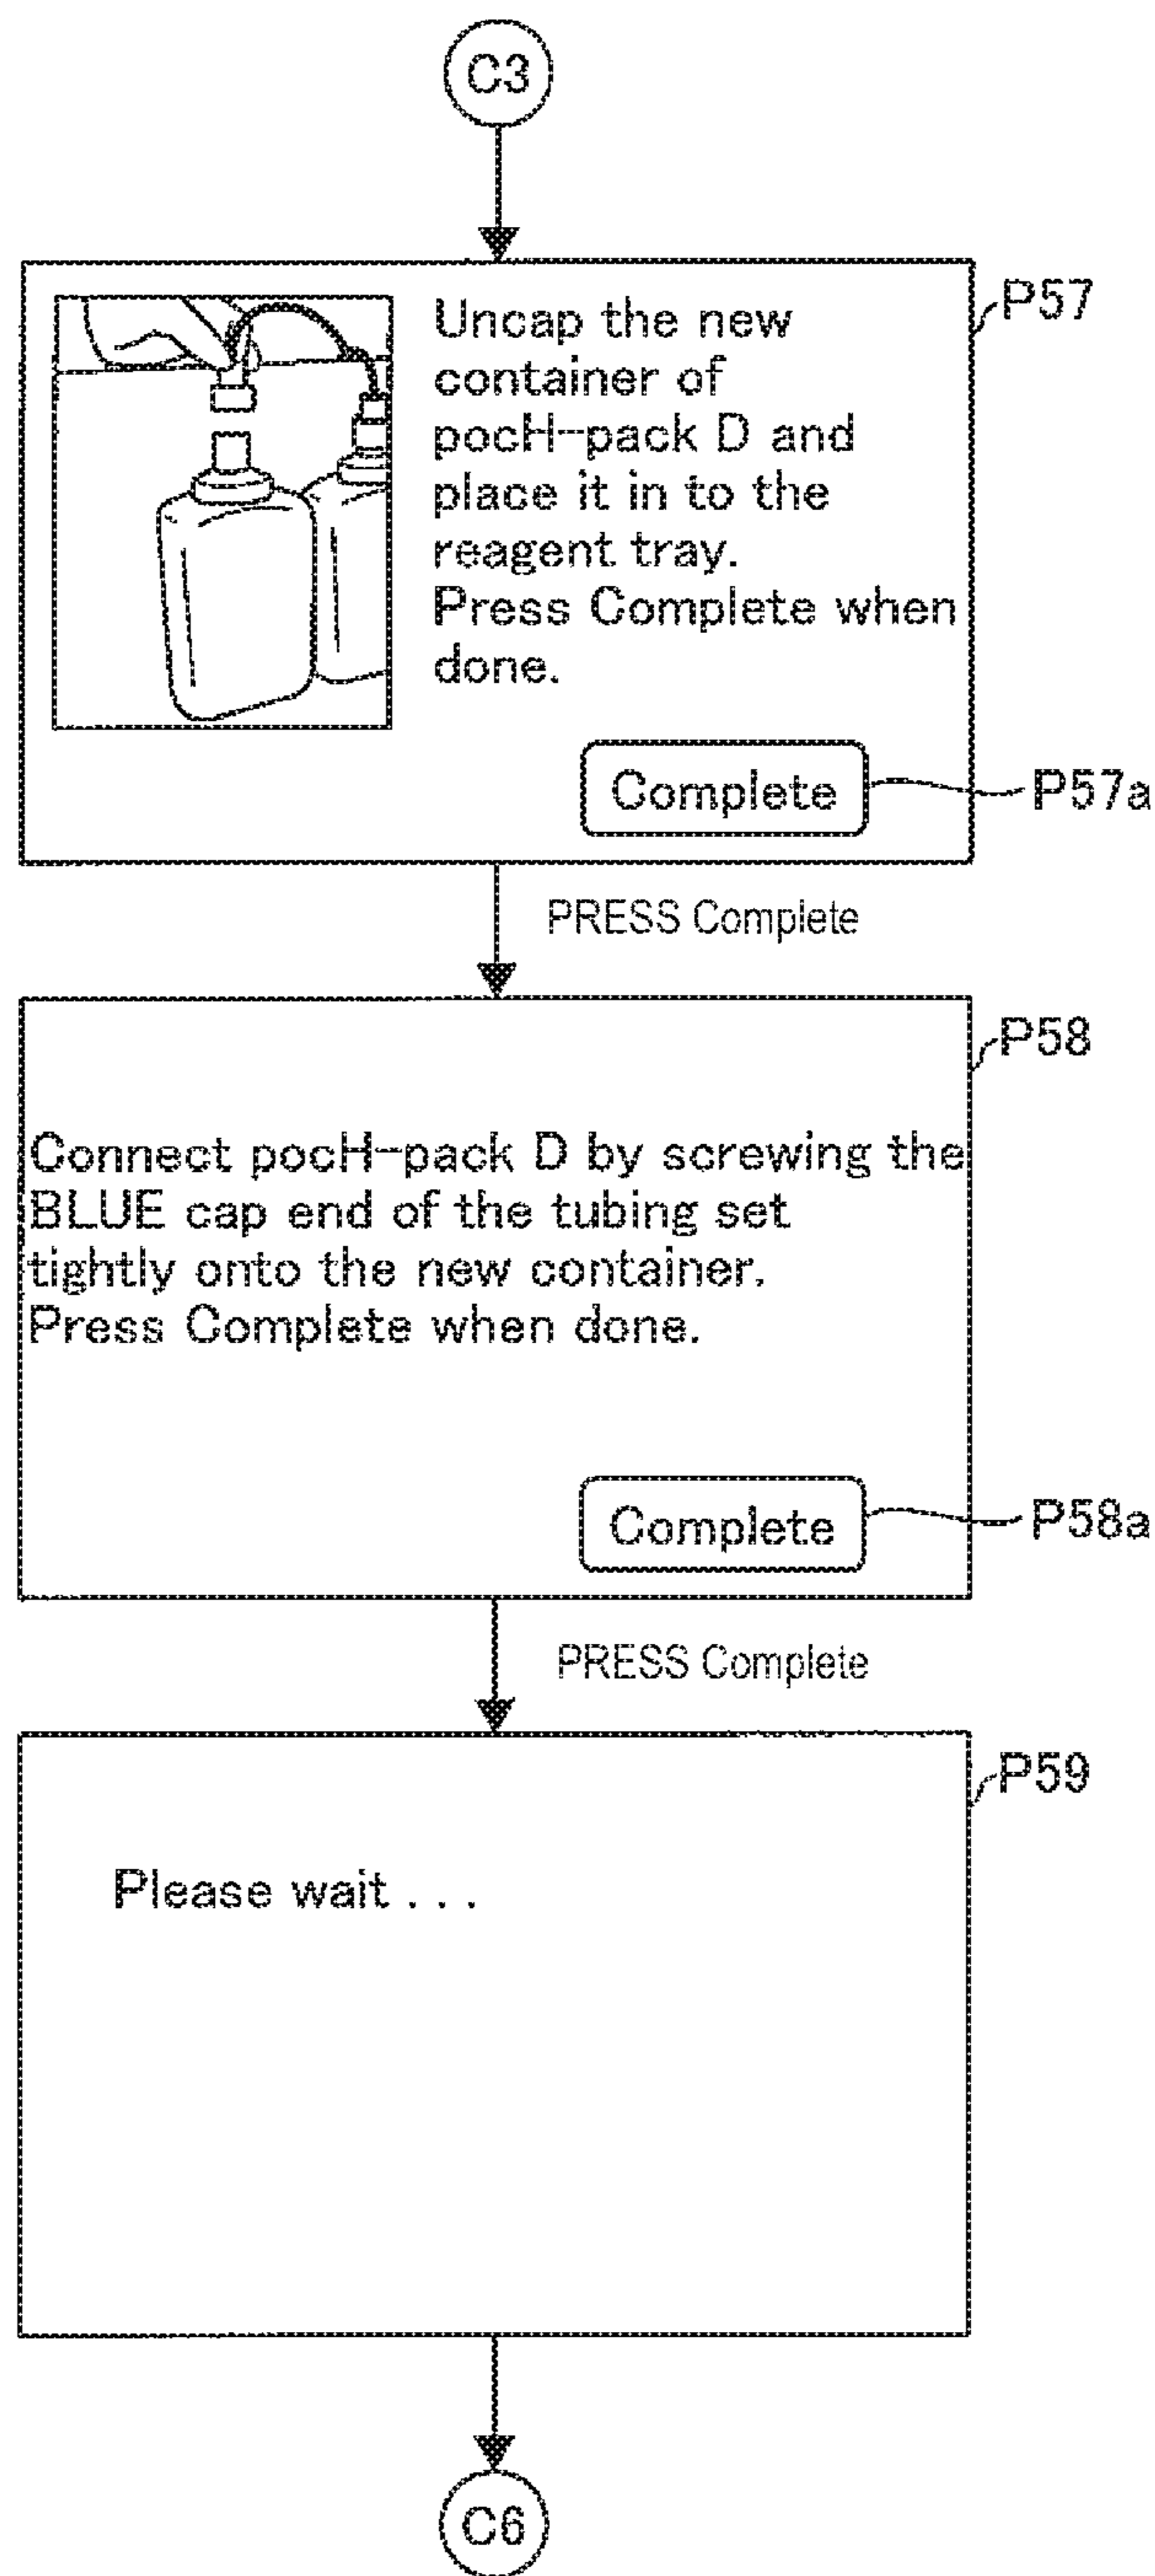 C3
P57
Uncap the new
container of
pocH-pack D and
place it in to the
reagent tray.
Press Complete when
done.
Complete
P57a
PRESS Complete
P58
Connect pocH-pack D by screwing the
BLUE cap end of the tubing set
tightly onto the new container.
Press Complete when done.
Complete
P58a
PRESS Complete
P59
Please wait . . .
C6